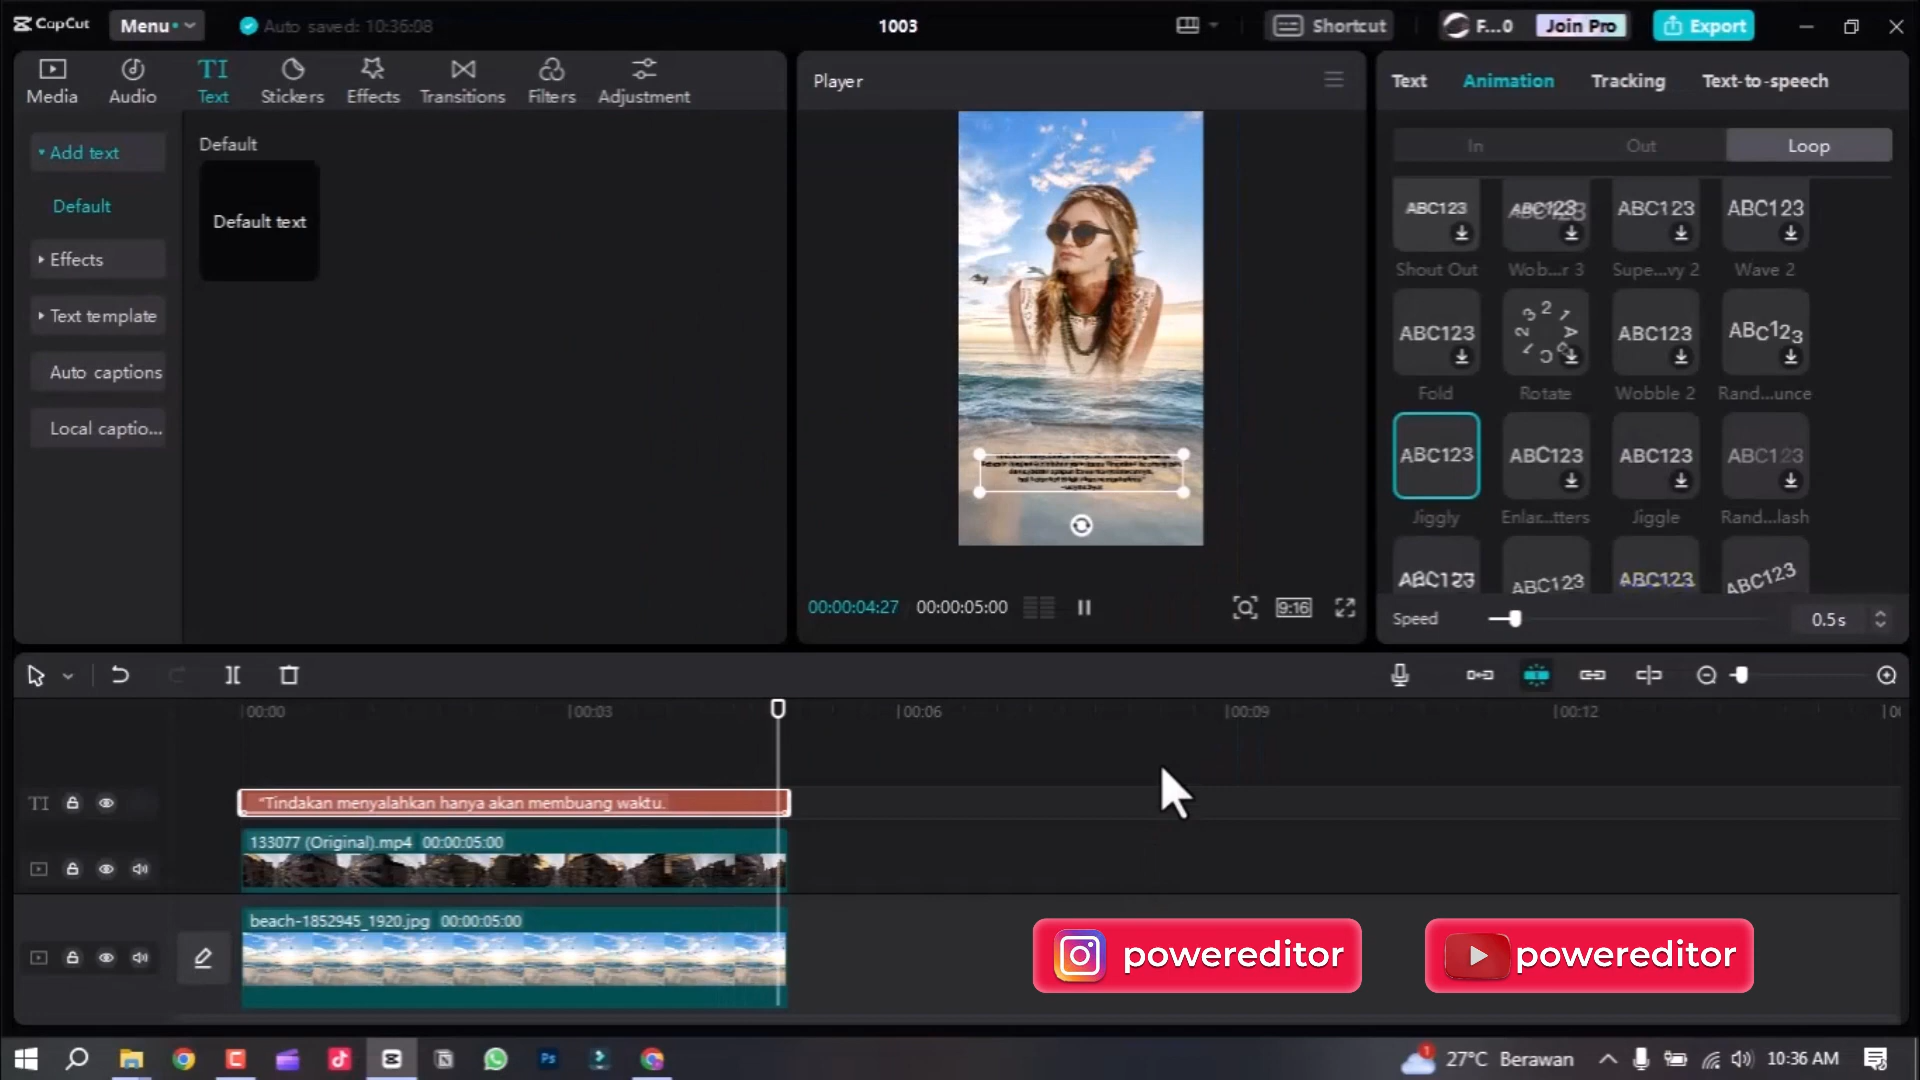 CapCut
Menu
Auto saved: 10:36:08
1003
Shortcut
F...0
Join Pro
Export
Media
Audio
TI
Text
Stickers
Effects
Transitions
Filters
Adjustment
Add text
Default
Effects
Text template
Auto captions
Local captio...
Default
Default text
Player
00:00:04:27
00:00:05:00
9:16
Text
Animation
Tracking
Text-to-speech
In
Out
Loop
ABC123
ABC123
ABC123
ABC123
Shout Out
Wob...r 3
Supe...vy 2
Wave 2
ABC123
ABC123
ABC123
Fold
Rotate
Wobble 2
Rand...unce
ABC123
ABC123
ABC123
ABC123
Jiggly
Enlar...tters
Jiggle
Rand...lash
ABC123
ABC123
ABC123
ABC123
Speed
0.5s
00:00
00:03
00:06
00:09
00:12
TI
"Tindakan menyalahkan hanya akan membuang waktu.
133077 (Original).mp4 00:00:05:00
beach-1852945_1920.jpg 00:00:05:00
powereditor
powereditor
Ps
27°C Berawan
10:36 AM